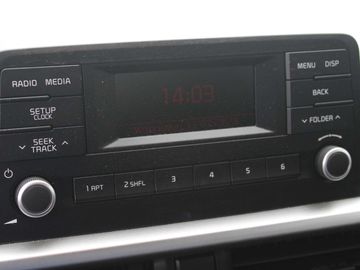 RADIO MEDIA
14:03
MENU DISP
SETUP
CLOCK
BACK
SEEK
TRACK
FOLDER
1 RPT 2 SHFL 3 4 5 6